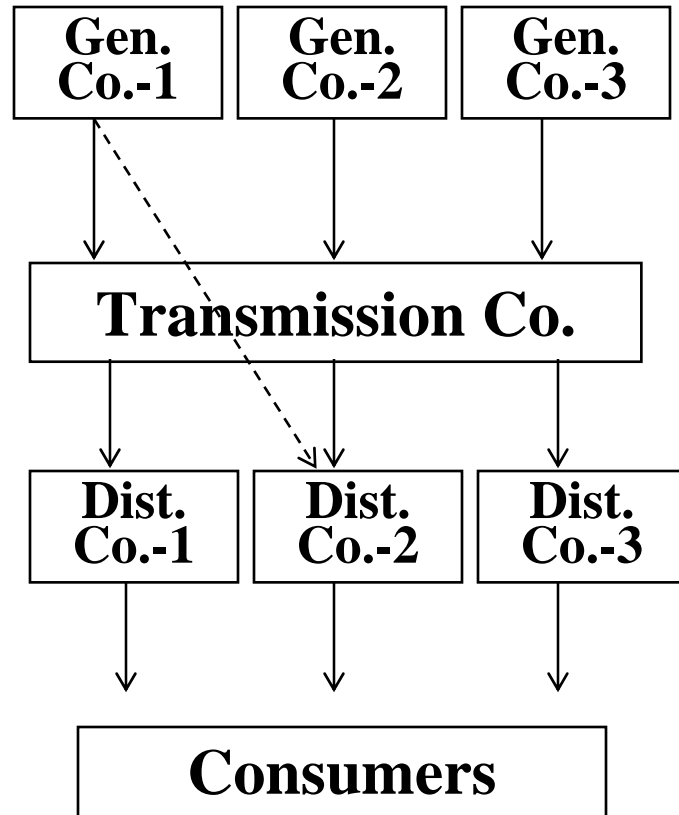 Gen.
Co.-1
Gen.
Co.-2
Gen.
Co.-3
Transmission Co.
Dist.
Co.-1
Dist.
Co.-2
Dist.
Co.-3
Consumers